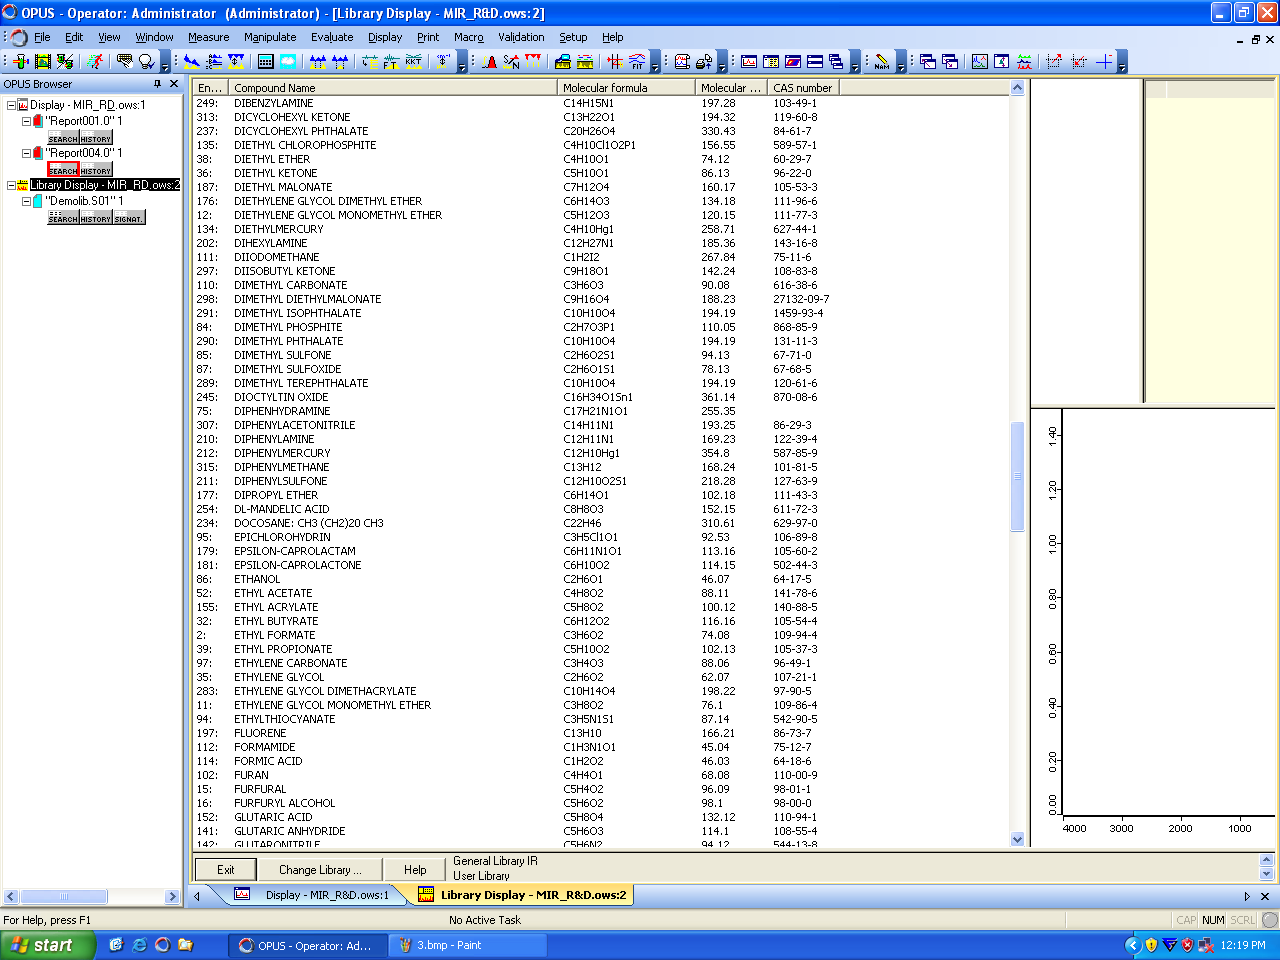 OPUS - Operator: Administrator (Administrator) - [Library Display - MIR_R&D.ows:2]
File Edit View Window Measure Manipulate Evaluate Display Print Macro Validation Setup Help
OPUS Browser
Display - MIR_RD.ows:1
"Report001.0" 1
SEARCH HISTORY
"Report004.0" 1
SEARCH HISTORY
Library Display - MIR_RD.ows:2
"Demolib.S01" 1
SEARCH HISTORY SIGNAT.
En... Compound Name Molecular formula Molecular ... CAS number
249: DIBENZYLAMINE C14H15N1 197.28 103-49-1
313: DICYCLOHEXYL KETONE C13H22O1 194.32 119-60-8
237: DICYCLOHEXYL PHTHALATE C20H26O4 330.43 84-61-7
135: DIETHYL CHLOROPHOSPHITE C4H10Cl1O2P1 156.55 589-57-1
38: DIETHYL ETHER C4H10O1 74.12 60-29-7
36: DIETHYL KETONE C5H10O1 86.13 96-22-0
187: DIETHYL MALONATE C7H12O4 160.17 105-53-3
176: DIETHYLENE GLYCOL DIMETHYL ETHER C6H14O3 134.18 111-96-6
12: DIETHYLENE GLYCOL MONOMETHYL ETHER C5H12O3 120.15 111-77-3
134: DIETHYLMERCURY C4H10Hg1 258.71 627-44-1
202: DIHEXYLAMINE C12H27N1 185.36 143-16-8
111: DIIODOMETHANE C1H2I2 267.84 75-11-6
297: DIISOBUTYL KETONE C9H18O1 142.24 108-83-8
110: DIMETHYL CARBONATE C3H6O3 90.08 616-38-6
298: DIMETHYL DIETHYLMALONATE C9H16O4 188.23 27132-09-7
291: DIMETHYL ISOPHTHALATE C10H10O4 194.19 1459-93-4
84: DIMETHYL PHOSPHITE C2H7O3P1 110.05 868-85-9
290: DIMETHYL PHTHALATE C10H10O4 194.19 131-11-3
85: DIMETHYL SULFONE C2H6O2S1 94.13 67-71-0
87: DIMETHYL SULFOXIDE C2H6O1S1 78.13 67-68-5
289: DIMETHYL TEREPHTHALATE C10H10O4 194.19 120-61-6
245: DIOCTYLTIN OXIDE C16H34O1Sn1 361.14 870-08-6
75: DIPHENHYDRAMINE C17H21N1O1 255.35
307: DIPHENYLACETONITRILE C14H11N1 193.25 86-29-3
210: DIPHENYLAMINE C12H11N1 169.23 122-39-4
212: DIPHENYLMERCURY C12H10Hg1 354.8 587-85-9
315: DIPHENYLMETHANE C13H12 168.24 101-81-5
211: DIPHENYLSULFONE C12H10O2S1 218.28 127-63-9
177: DIPROPYL ETHER C6H14O1 102.18 111-43-3
254: DL-MANDELIC ACID C8H8O3 152.15 611-72-3
234: DOCOSANE: CH3 (CH2)20 CH3 C22H46 310.61 629-97-0
95: EPICHLOROHYDRIN C3H5Cl1O1 92.53 106-89-8
179: EPSILON-CAPROLACTAM C6H11N1O1 113.16 105-60-2
181: EPSILON-CAPROLACTONE C6H10O2 114.15 502-44-3
86: ETHANOL C2H6O1 46.07 64-17-5
52: ETHYL ACETATE C4H8O2 88.11 141-78-6
155: ETHYL ACRYLATE C5H8O2 100.12 140-88-5
32: ETHYL BUTYRATE C6H12O2 116.16 105-54-4
2: ETHYL FORMATE C3H6O2 74.08 109-94-4
39: ETHYL PROPIONATE C5H10O2 102.13 105-37-3
97: ETHYLENE CARBONATE C3H4O3 88.06 96-49-1
35: ETHYLENE GLYCOL C2H6O2 62.07 107-21-1
283: ETHYLENE GLYCOL DIMETHACRYLATE C10H14O4 198.22 97-90-5
11: ETHYLENE GLYCOL MONOMETHYL ETHER C3H8O2 76.1 109-86-4
94: ETHYLTHIOCYANATE C3H5N1S1 87.14 542-90-5
197: FLUORENE C13H10 166.21 86-73-7
112: FORMAMIDE C1H3N1O1 45.04 75-12-7
114: FORMIC ACID C1H2O2 46.03 64-18-6
102: FURAN C4H4O1 68.08 110-00-9
15: FURFURAL C5H4O2 96.09 98-01-1
16: FURFURYL ALCOHOL C5H6O2 98.1 98-00-0
152: GLUTARIC ACID C5H8O4 132.12 110-94-1
141: GLUTARIC ANHYDRIDE C5H6O3 114.1 108-55-4
142: GLUTARONITRILE C5H6N2 94.12 544-13-8
1.40
1.20
1.00
0.80
0.60
0.40
0.20
0.00
4000 3000 2000 1000
Exit Change Library ... Help
General Library IR
User Library
Display - MIR_R&D.ows:1 Library Display - MIR_R&D.ows:2
For Help, press F1 No Active Task CAP NUM SCRL
start OPUS - Operator: Ad... 3.bmp - Paint 12:19 PM